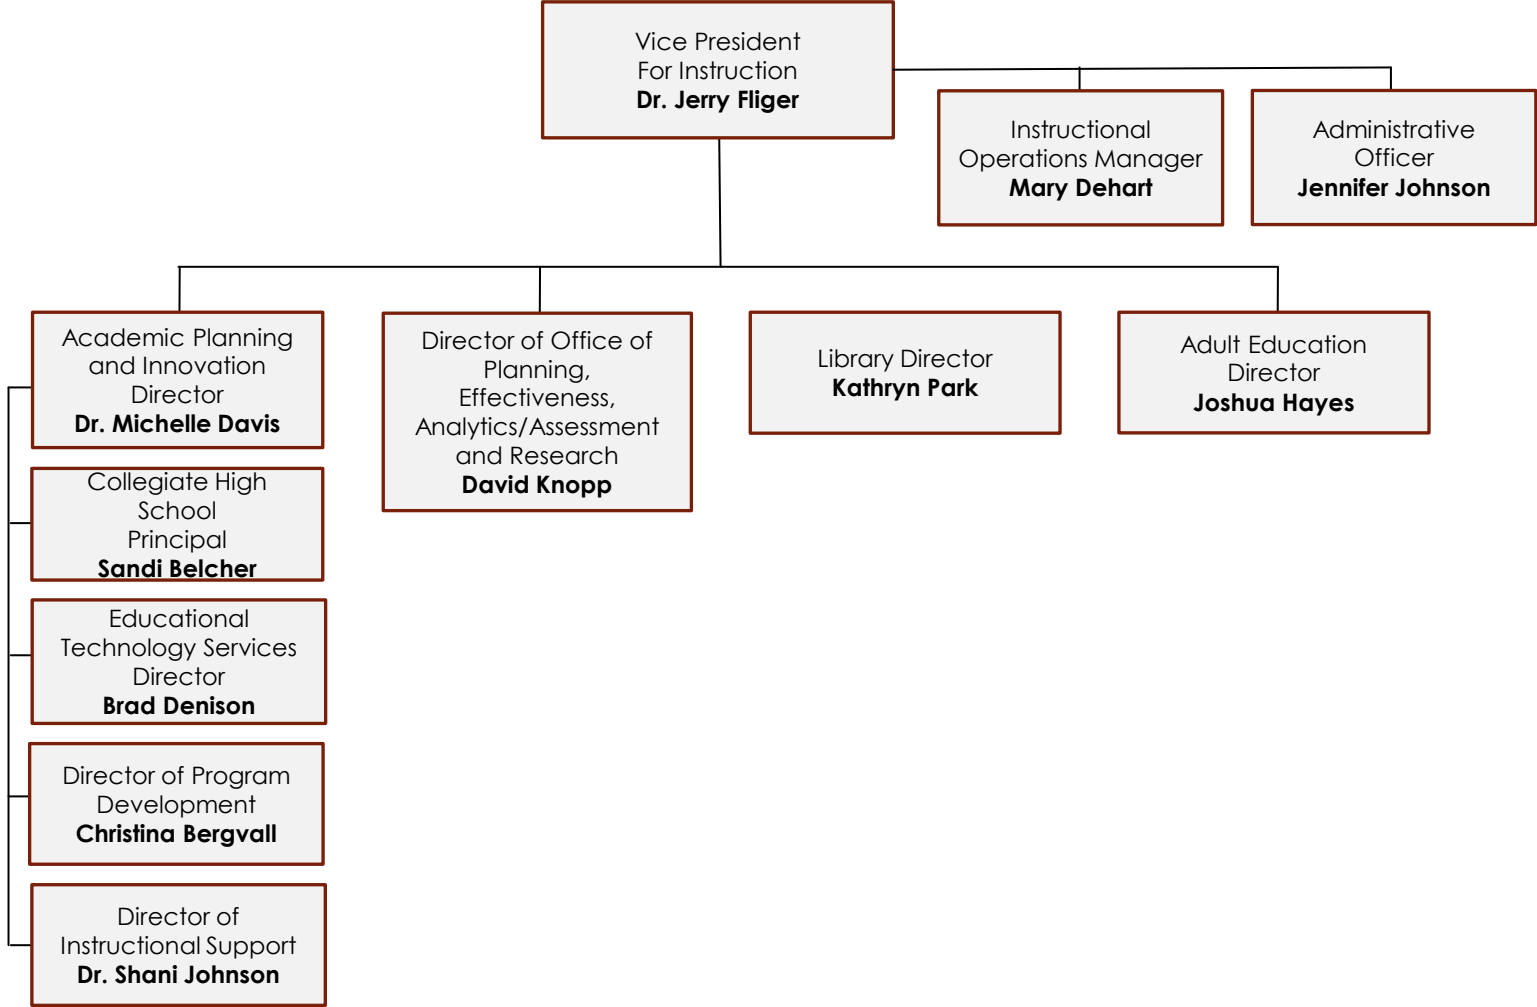 Vice President
For Instruction
Dr. Jerry Fliger
Instructional
Operations Manager
Mary Dehart
Administrative
Officer
Jennifer Johnson
Academic Planning
and Innovation
Director
Dr. Michelle Davis
Director of Office of
Planning,
Effectiveness,
Analytics/Assessment
and Research
David Knopp
Library Director
Kathryn Park
Adult Education
Director
Joshua Hayes
Collegiate High
School
Principal
Sandi Belcher
Educational
Technology Services
Director
Brad Denison
Director of Program
Development
Christina Bergvall
Director of
Instructional Support
Dr. Shani Johnson